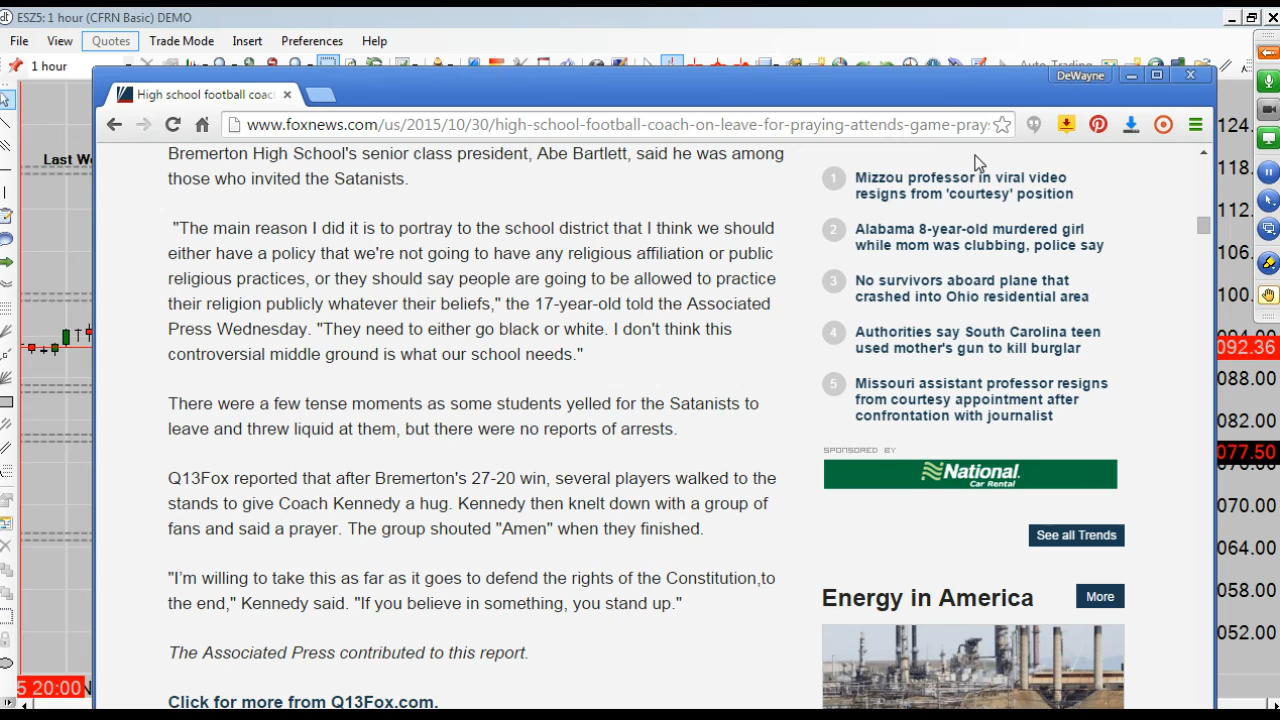 ESZ5: 1 hour (CFRN Basic) DEMO
File View Quotes Trade Mode Insert Preferences Help
1 hour
Auto Trading
DeWayne
High school football coac
www.foxnews.com/us/2015/10/30/high-school-football-coach-on-leave-for-praying-attends-game-pray
Last We
Bremerton High School's senior class president, Abe Bartlett, said he was among
those who invited the Satanists.
"The main reason I did it is to portray to the school district that I think we should
either have a policy that we're not going to have any religious affiliation or public
religious practices, or they should say people are going to be allowed to practice
their religion publicly whatever their beliefs," the 17-year-old told the Associated
Press Wednesday. "They need to either go black or white. I don't think this
controversial middle ground is what our school needs."
There were a few tense moments as some students yelled for the Satanists to
leave and threw liquid at them, but there were no reports of arrests.
Q13Fox reported that after Bremerton's 27-20 win, several players walked to the
stands to give Coach Kennedy a hug. Kennedy then knelt down with a group of
fans and said a prayer. The group shouted "Amen" when they finished.
"I'm willing to take this as far as it goes to defend the rights of the Constitution,to
the end," Kennedy said. "If you believe in something, you stand up."
The Associated Press contributed to this report.
Click for more from Q13Fox.com.
1 Mizzou professor in viral video
resigns from 'courtesy' position
2 Alabama 8-year-old murdered girl
while mom was clubbing, police say
3 No survivors aboard plane that
crashed into Ohio residential area
4 Authorities say South Carolina teen
used mother's gun to kill burglar
5 Missouri assistant professor resigns
from courtesy appointment after
confrontation with journalist
SPONSORED BY
National
Car Rental
See all Trends
Energy in America
More
124.
118.
112.
106.
100.
092.36
088.00
082.00
077.50
070.00
064.00
058.00
052.00
5 20:00